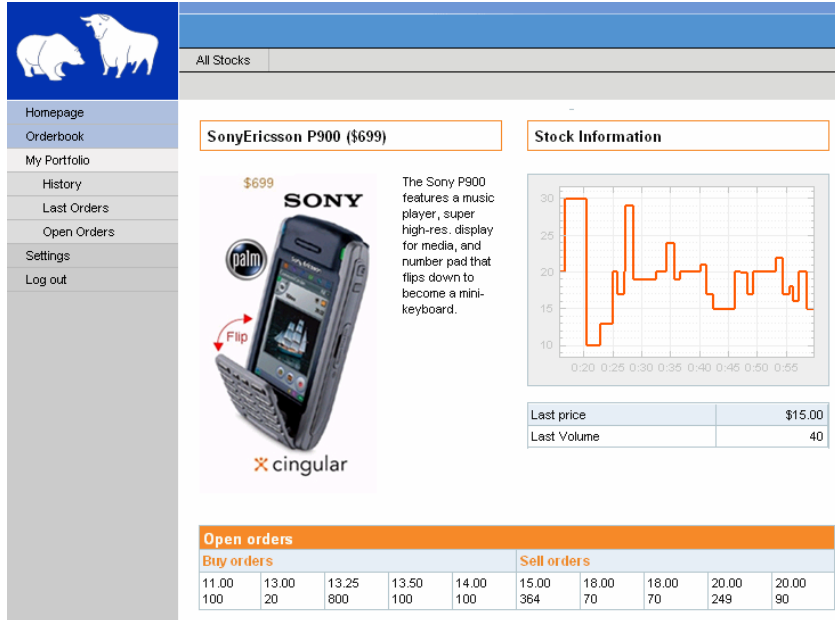 All Stocks
Homepage
Orderbook
My Portfolio
History
Last Orders
Open Orders
Settings
Log out
SonyEricsson P900 ($699)
$699
SONY
palm
Flip
cingular
The Sony P900
features a music
player, super
high-res. display
for media, and
number pad that
flips down to
become a mini-
keyboard.
Stock Information
30
25
20
15
10
0:20 0:25 0:30 0:35 0:40 0:45 0:50 0:55
Last price $15.00
Last Volume 40
Open orders
Buy orders Sell orders
11.00 13.00 13.25 13.50 14.00 15.00 18.00 18.00 20.00 20.00
100 20 800 100 100 364 70 70 249 90